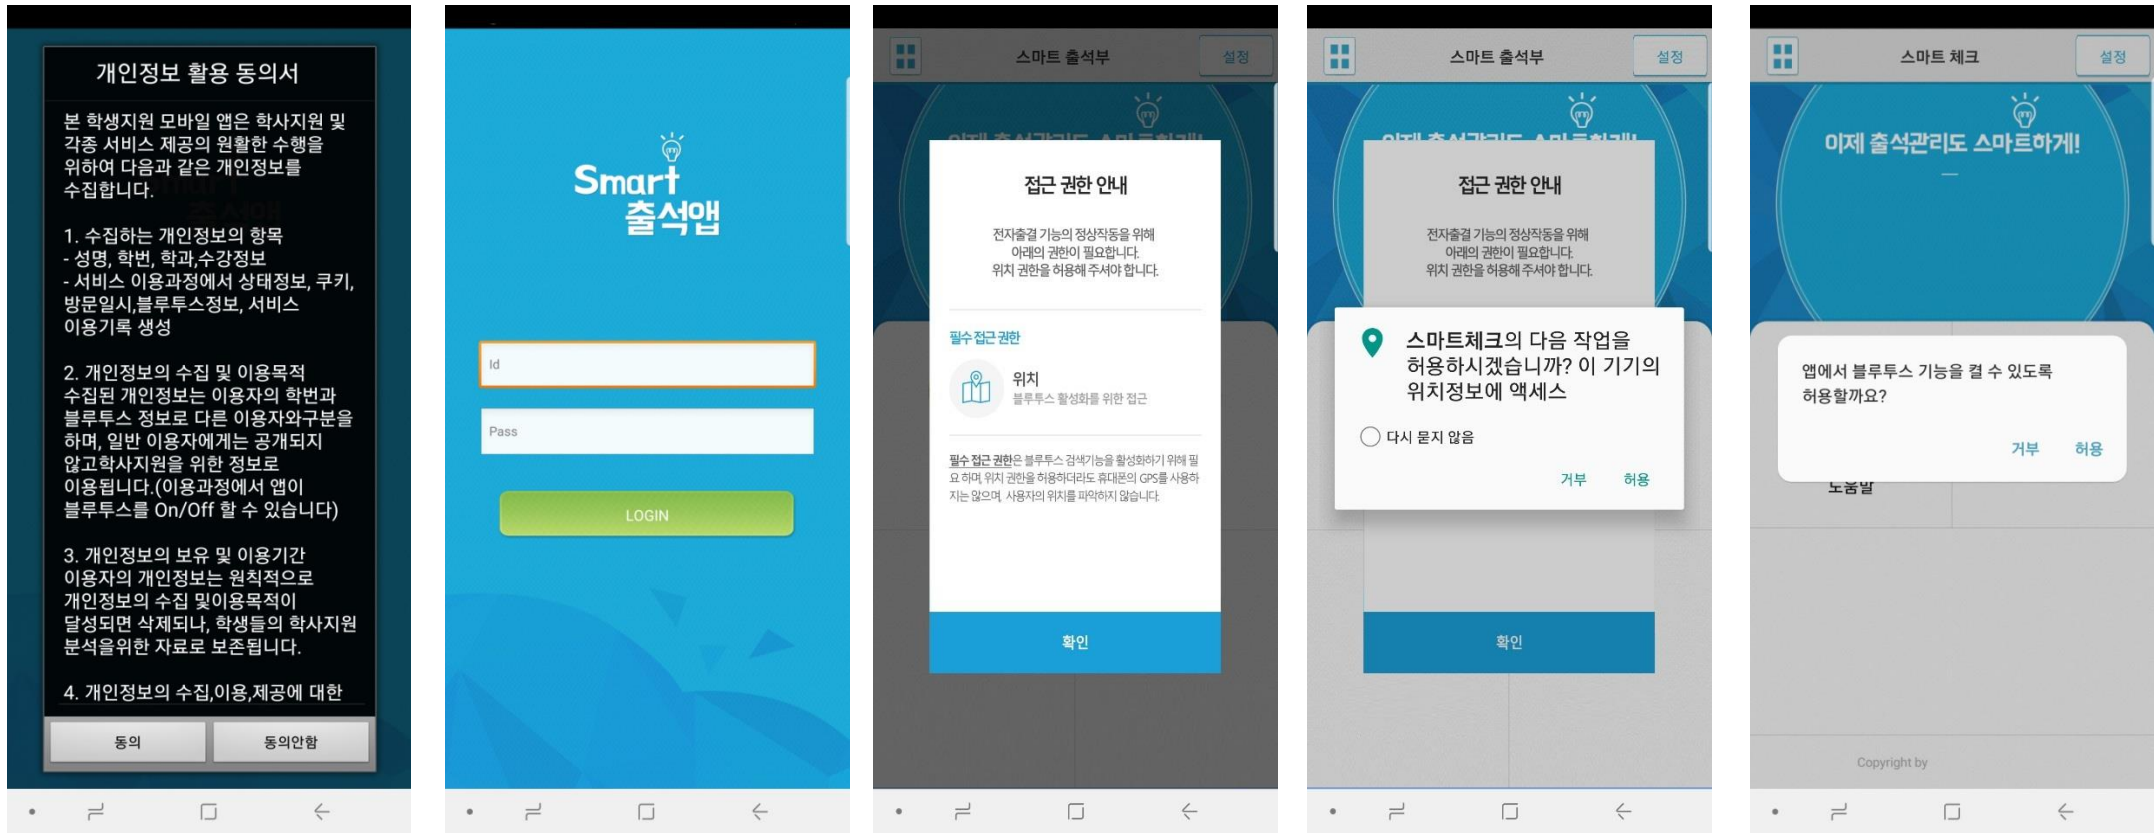 개인정보 활용 동의서
본 학생지원 모바일 앱은 학사지원 및
각종 서비스 제공의 원활한 수행을
위하여 다음과 같은 개인정보를
수집합니다.
1. 수집하는 개인정보의 항목
- 성명, 학번, 학과,수강정보
- 서비스 이용과정에서 상태정보, 쿠키,
방문일시,블루투스정보, 서비스
이용기록 생성
2. 개인정보의 수집 및 이용목적
수집된 개인정보는 이용자의 학번과
블루투스 정보로 다른 이용자와구분을
하며, 일반 이용자에게는 공개되지
않고학사지원을 위한 정보로
이용됩니다.(이용과정에서 앱이
블루투스를 On/Off 할 수 있습니다)
3. 개인정보의 보유 및 이용기간
이용자의 개인정보는 원칙적으로
개인정보의 수집 및이용목적이
달성되면 삭제되나, 학생들의 학사지원
분석을위한 자료로 보존됩니다.
4. 개인정보의 수집,이용,제공에 대한
동의
동의안함
Smart
출석앱
Id
Pass
LOGIN
스마트 출석부
설정
이제 출석관리도 스마트하게!
접근 권한 안내
전자출결 기능의 정상작동을 위해
아래의 권한이 필요합니다.
위치 권한을 허용해 주셔야 합니다.
필수 접근 권한
위치
블루투스 활성화를 위한 접근
필수 접근 권한은 블루투스 검색기능을 활성화하기 위해 필
요 하며, 위치 권한을 허용하더라도 휴대폰의 GPS를 사용하
지는 않으며, 사용자의 위치를 파악하지 않습니다.
확인
스마트 출석부
설정
이제 출석관리도 스마트하게!
접근 권한 안내
전자출결 기능의 정상작동을 위해
아래의 권한이 필요합니다.
위치 권한을 허용해 주셔야 합니다.
스마트체크의 다음 작업을
허용하시겠습니까? 이 기기의
위치정보에 액세스
다시 묻지 않음
거부
허용
확인
스마트 체크
설정
이제 출석관리도 스마트하게!
앱에서 블루투스 기능을 켤 수 있도록
허용할까요?
거부
허용
도움말
Copyright by